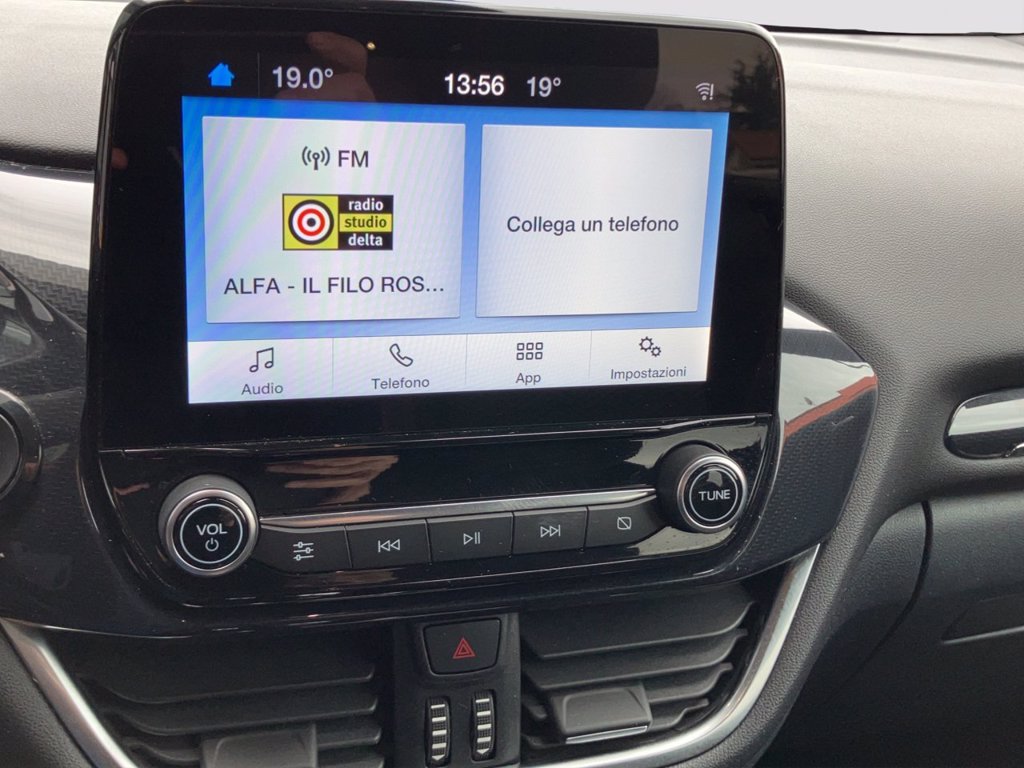 19.0° 13:56 19°
FM
radio
studio
delta
ALFA - IL FILO ROS...
Collega un telefono
Audio Telefono App Impostazioni
VOL
TUNE